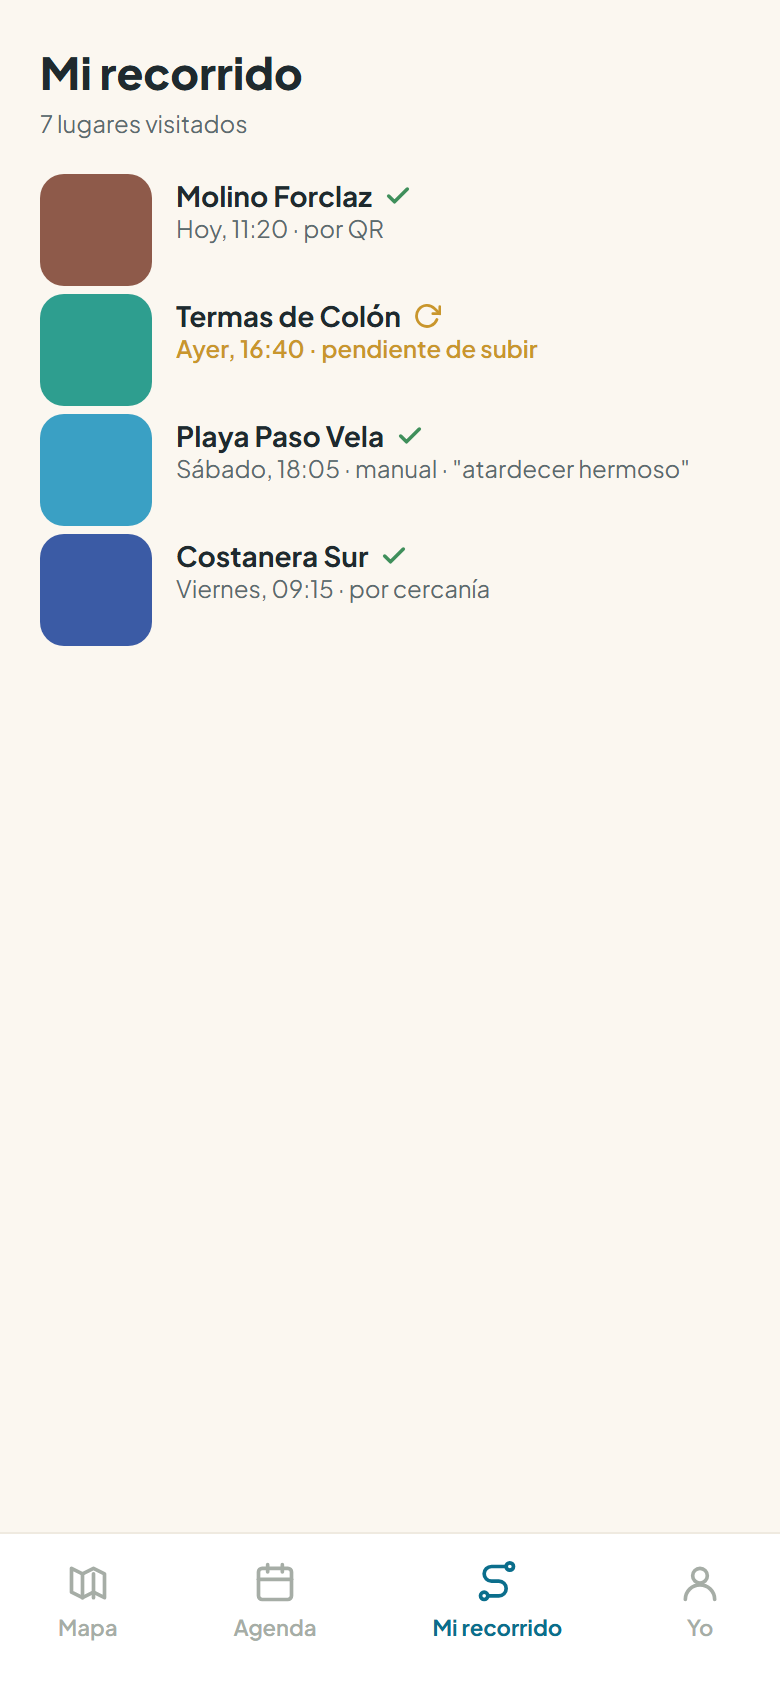 Mi recorrido
7 lugares visitados
Molino Forclaz
Hoy, 11:20 · por QR
Termas de Colón
Ayer, 16:40 · pendiente de subir
Playa Paso Vela
Sábado, 18:05 · manual · "atardecer hermoso"
Costanera Sur
Viernes, 09:15 · por cercanía
Mapa
Agenda
Mi recorrido
Yo